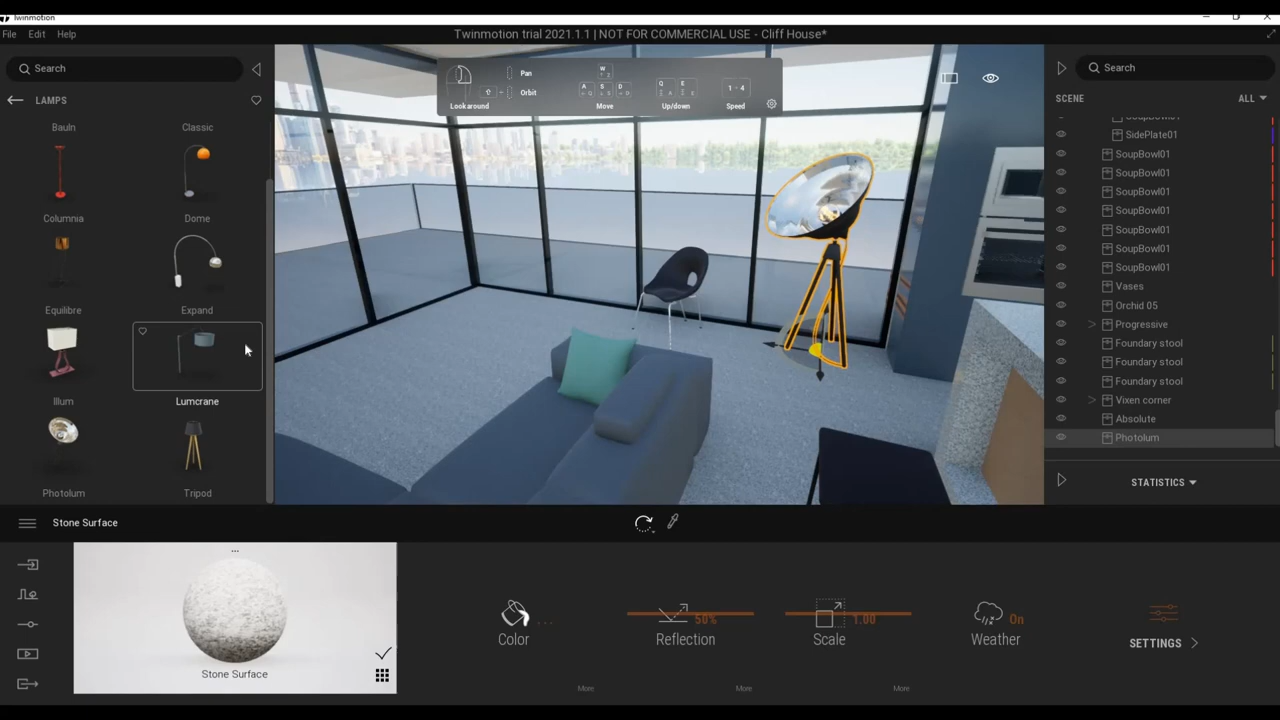 Twinmotion
File Edit Help
Twinmotion trial 2021.1.1 | NOT FOR COMMERCIAL USE - Cliff House*
Search
LAMPS
Bauln
Classic
Columnia
Dome
Equilibre
Expand
Illum
Lumcrane
Photolum
Tripod
Look around
Pan
Orbit
W
A S D
Move
Q E
Up/down
1 - 4
Speed
Search
SCENE
ALL
SoupBowl01
SidePlate01
SoupBowl01
SoupBowl01
SoupBowl01
SoupBowl01
SoupBowl01
SoupBowl01
SoupBowl01
Vases
Orchid 05
Progressive
Foundary stool
Foundary stool
Foundary stool
Vixen corner
Absolute
Photolum
STATISTICS
Stone Surface
...
Stone Surface
Color ...
Reflection 50%
Scale 1.00
Weather On
SETTINGS
More
More
More